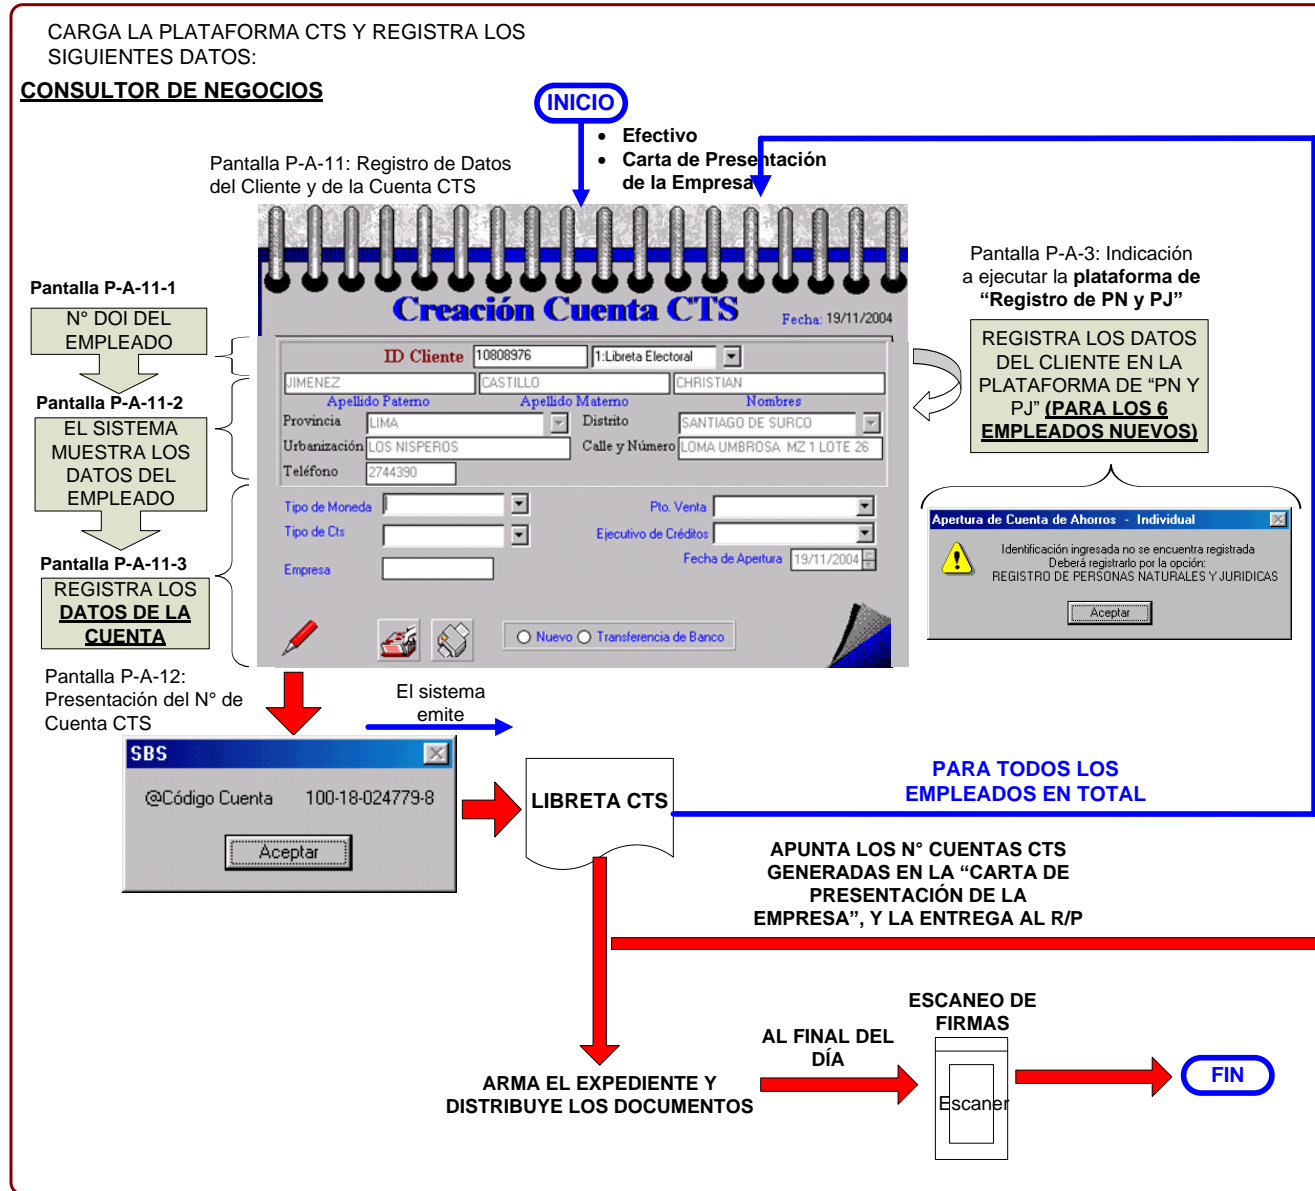 CARGA LA PLATAFORMA CTS Y REGISTRA LOS
SIGUIENTES DATOS:
CONSULTOR DE NEGOCIOS
INICIO
• Efectivo
• Carta de Presentación
de la Empresa
Pantalla P-A-11: Registro de Datos
del Cliente y de la Cuenta CTS
Pantalla P-A-11-1
N° DOI DEL
EMPLEADO
Pantalla P-A-11-2
EL SISTEMA
MUESTRA LOS
DATOS DEL
EMPLEADO
Pantalla P-A-11-3
REGISTRA LOS
DATOS DE LA
CUENTA
Creación Cuenta CTS
Fecha: 19/11/2004
ID Cliente 10808976 1:Libreta Electoral
JIMENEZ CASTILLO CHRISTIAN
Apellido Paterno Apellido Materno Nombres
Provincia LIMA Distrito SANTIAGO DE SURCO
Urbanización LOS NISPEROS Calle y Número LOMA UMBROSA MZ 1 LOTE 26
Teléfono 2744390
Tipo de Moneda Pto. Venta
Tipo de Cts Ejecutivo de Créditos
Fecha de Apertura 19/11/2004
Empresa
Nuevo Transferencia de Banco
Pantalla P-A-3: Indicación
a ejecutar la plataforma de
“Registro de PN y PJ”
REGISTRA LOS DATOS
DEL CLIENTE EN LA
PLATAFORMA DE “PN Y
PJ” (PARA LOS 6
EMPLEADOS NUEVOS)
Apertura de Cuenta de Ahorros - Individual
Identificación ingresada no se encuentra registrada
Deberá registrarlo por la opción:
REGISTRO DE PERSONAS NATURALES Y JURIDICAS
Aceptar
Pantalla P-A-12:
Presentación del N° de
Cuenta CTS
El sistema
emite
SBS
@Código Cuenta 100-18-024779-8
Aceptar
LIBRETA CTS
PARA TODOS LOS
EMPLEADOS EN TOTAL
APUNTA LOS N° CUENTAS CTS
GENERADAS EN LA “CARTA DE
PRESENTACIÓN DE LA
EMPRESA”, Y LA ENTREGA AL R/P
ARMA EL EXPEDIENTE Y
DISTRIBUYE LOS DOCUMENTOS
AL FINAL DEL
DÍA
ESCANEO DE
FIRMAS
Escaner
FIN